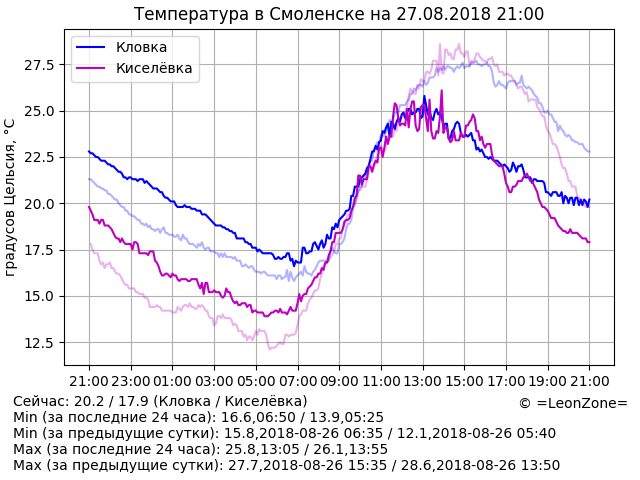 Температура в Смоленске на 27.08.2018 21:00
Кловка
Киселёвка
градусов Цельсия, °C
27.5
25.0
22.5
20.0
17.5
15.0
12.5
21:00 23:00 01:00 03:00 05:00 07:00 09:00 11:00 13:00 15:00 17:00 19:00 21:00
Сейчас: 20.2 / 17.9 (Кловка / Киселёвка)
© =LeonZone=
Min (за последние 24 часа): 16.6,06:50 / 13.9,05:25
Min (за предыдущие сутки): 15.8,2018-08-26 06:35 / 12.1,2018-08-26 05:40
Max (за последние 24 часа): 25.8,13:05 / 26.1,13:55
Max (за предыдущие сутки): 27.7,2018-08-26 15:35 / 28.6,2018-08-26 13:50